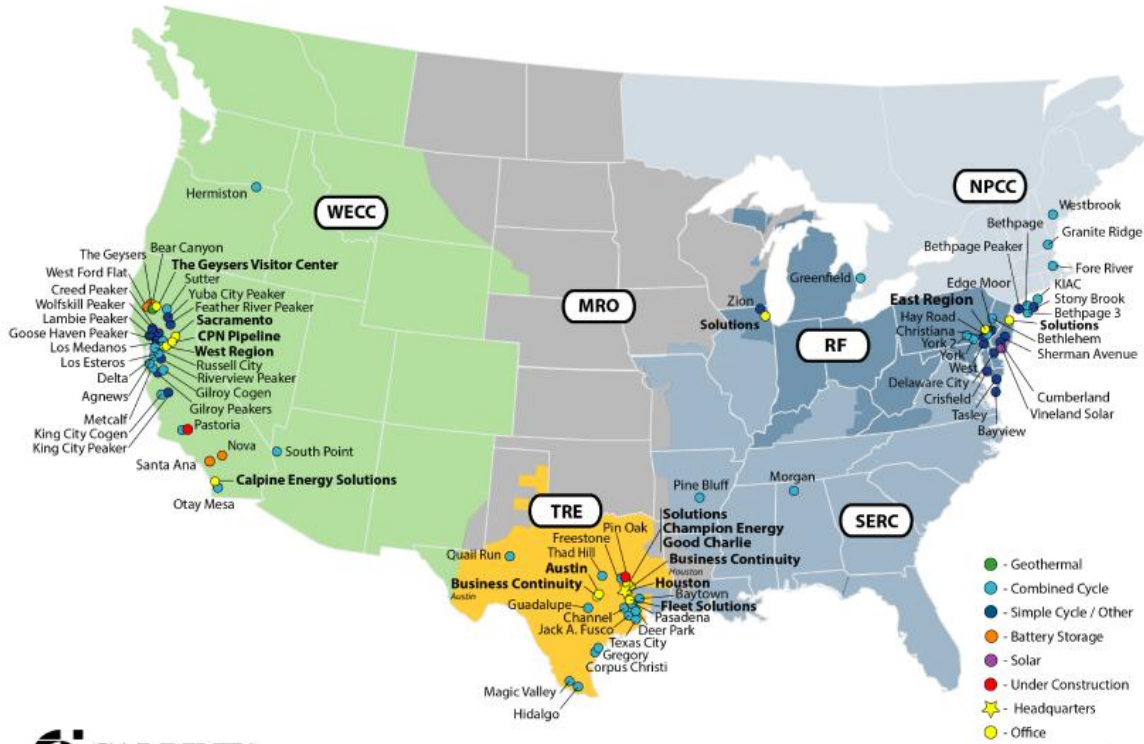 NPCC
Westbrook
Bethpage
Granite Ridge
Bethpage Peaker
Fore River
Hermiston
WECC
The Geysers
Bear Canyon
West Ford Flat
The Geysers Visitor Center
Creed Peaker
Sutter
Wolfskill Peaker
Yuba City Peaker
Lambie Peaker
Feather River Peaker
Goose Haven Peaker
Sacramento
Los Medanos
CPN Pipeline
Los Esteros
West Region
Delta
Russell City
Agnews
Riverview Peaker
Metcalf
Gilroy Cogen
King City Cogen
Gilroy Peakers
King City Peaker
Pastoria
Nova
Santa Ana
South Point
Calpine Energy Solutions
Otay Mesa
MRO
Zion
Solutions
Greenfield
RF
Edge Moor
East Region
Hay Road
Christiana
York 2
York
West
Delaware City
Crisfield
Tasley
Bayview
KIAC
Stony Brook
Bethpage 3
Solutions
Bethlehem
Sherman Avenue
Cumberland
Vineland Solar
Pine Bluff
Morgan
SERC
TRE
Solutions
Champion Energy
Good Charlie
Pin Oak
Freestone
Thad Hill
Business Continuity
Houston
Quail Run
Austin
Houston
Business Continuity
Austin
Baytown
Fleet Solutions
Guadalupe
Channel
Pasadena
Jack A. Fusco
Deer Park
Texas City
Gregory
Corpus Christi
Magic Valley
Hidalgo
- Geothermal
- Combined Cycle
- Simple Cycle / Other
- Battery Storage
- Solar
- Under Construction
- Headquarters
- Office